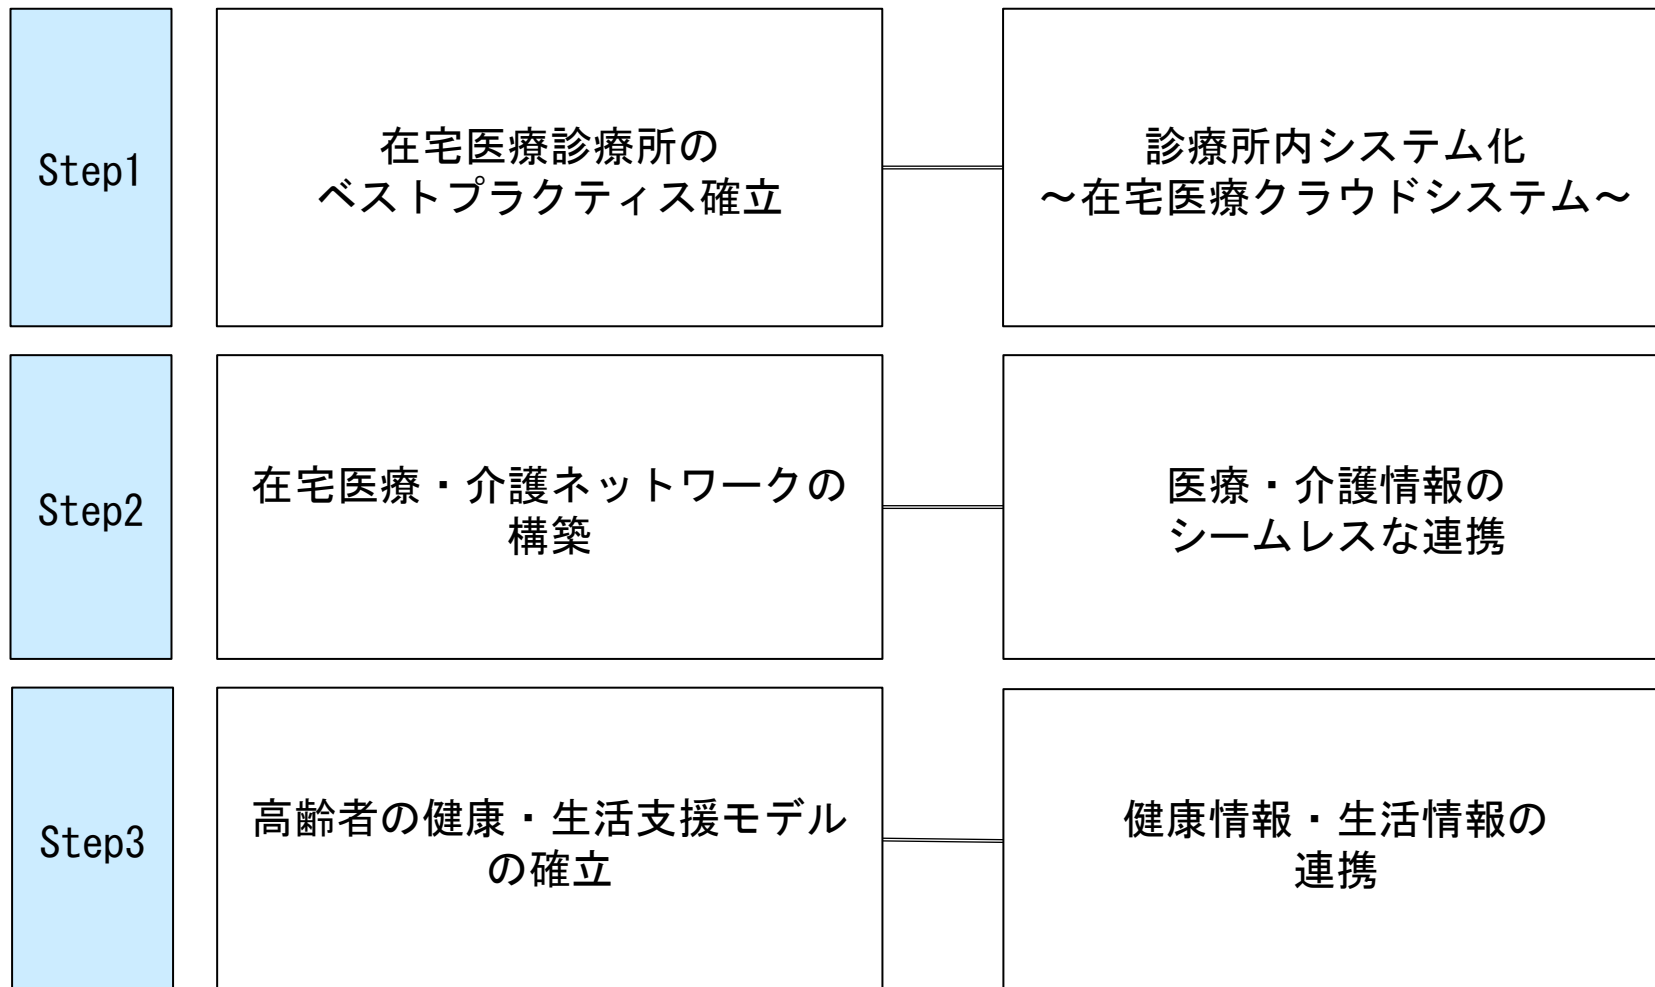 Step1
在宅医療診療所の
ベストプラクティス確立
診療所内システム化
～在宅医療クラウドシステム～
Step2
在宅医療・介護ネットワークの
構築
医療・介護情報の
シームレスな連携
Step3
高齢者の健康・生活支援モデル
の確立
健康情報・生活情報の
連携